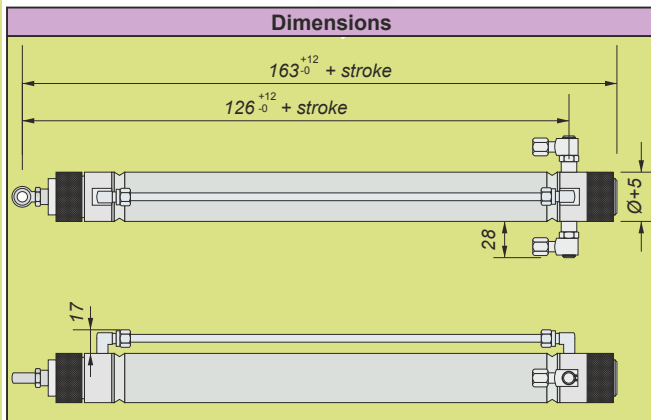 Dimensions
163 +12 -0 + stroke
126 +12 -0 + stroke
Ø+5
28
17